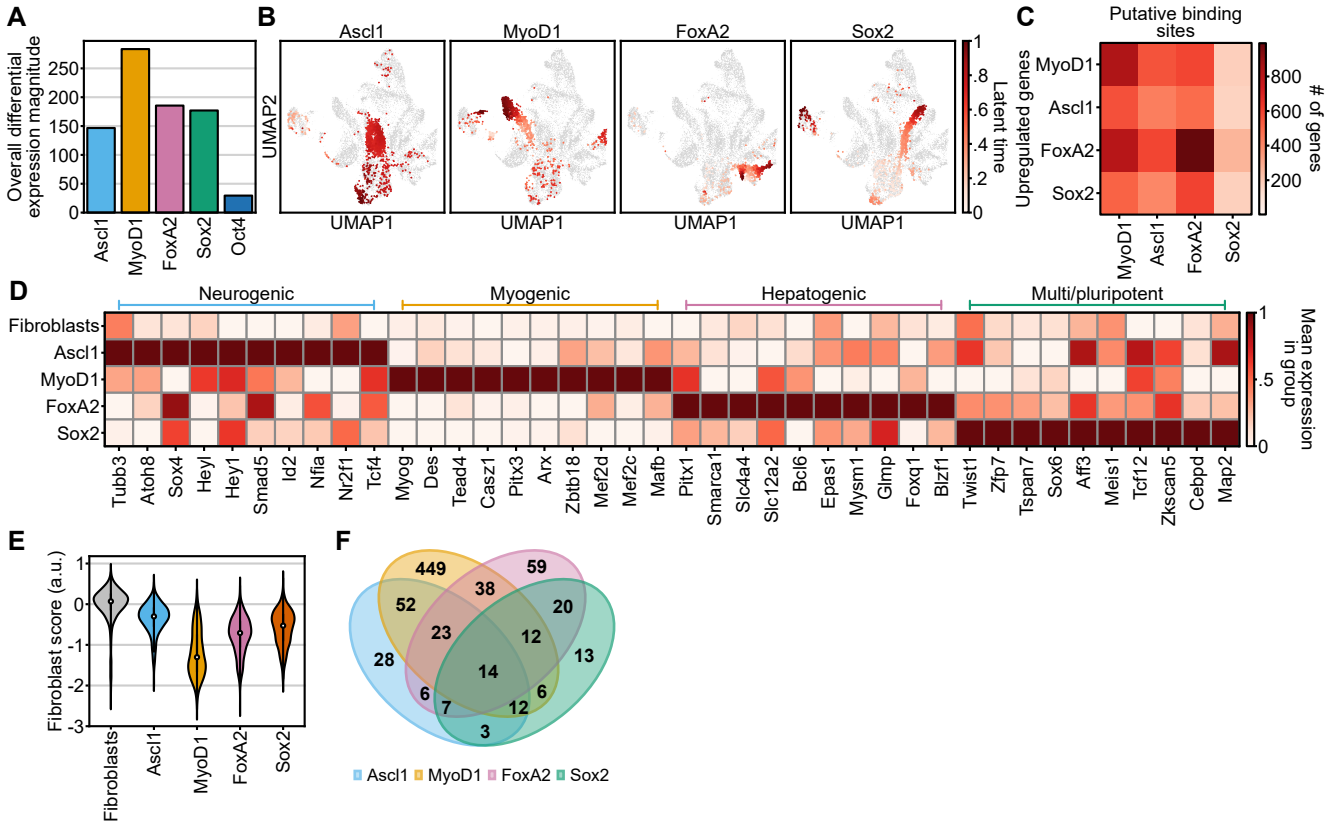 A
Overall differential
expression magnitude
250
200
150
100
50
0
Ascl1
MyoD1
FoxA2
Sox2
Oct4
B
Ascl1
MyoD1
FoxA2
Sox2
UMAP2
UMAP1
UMAP1
UMAP1
UMAP1
1
.8
.6
.4
.2
0
Latent time
C
Putative binding
sites
Upregulated genes
MyoD1
Ascl1
FoxA2
Sox2
MyoD1
Ascl1
FoxA2
Sox2
800
600
400
200
# of genes
D
Neurogenic
Myogenic
Hepatogenic
Multi/pluripotent
Fibroblasts
Ascl1
MyoD1
FoxA2
Sox2
Tubb3
Atoh8
Sox4
Heyl
Hey1
Smad5
Id2
Nfia
Nr2f1
Tcf4
Myog
Des
Tead4
Casz1
Pitx3
Arx
Zbtb18
Mef2d
Mef2c
Mafb
Pitx1
Smarca1
Slc4a4
Slc12a2
Bcl6
Epas1
Mysm1
Glmp
Foxq1
Blzf1
Twist1
Zfp7
Tspan7
Sox6
Aff3
Meis1
Tcf12
Zkscan5
Cebpd
Map2
1
.5
0
Mean expression
in group
E
Fibroblast score (a.u.)
1
0
-1
-2
-3
Fibroblasts
Ascl1
MyoD1
FoxA2
Sox2
F
449
59
52
38
20
23
12
28
14
13
6
7
12
6
3
Ascl1 MyoD1 FoxA2 Sox2